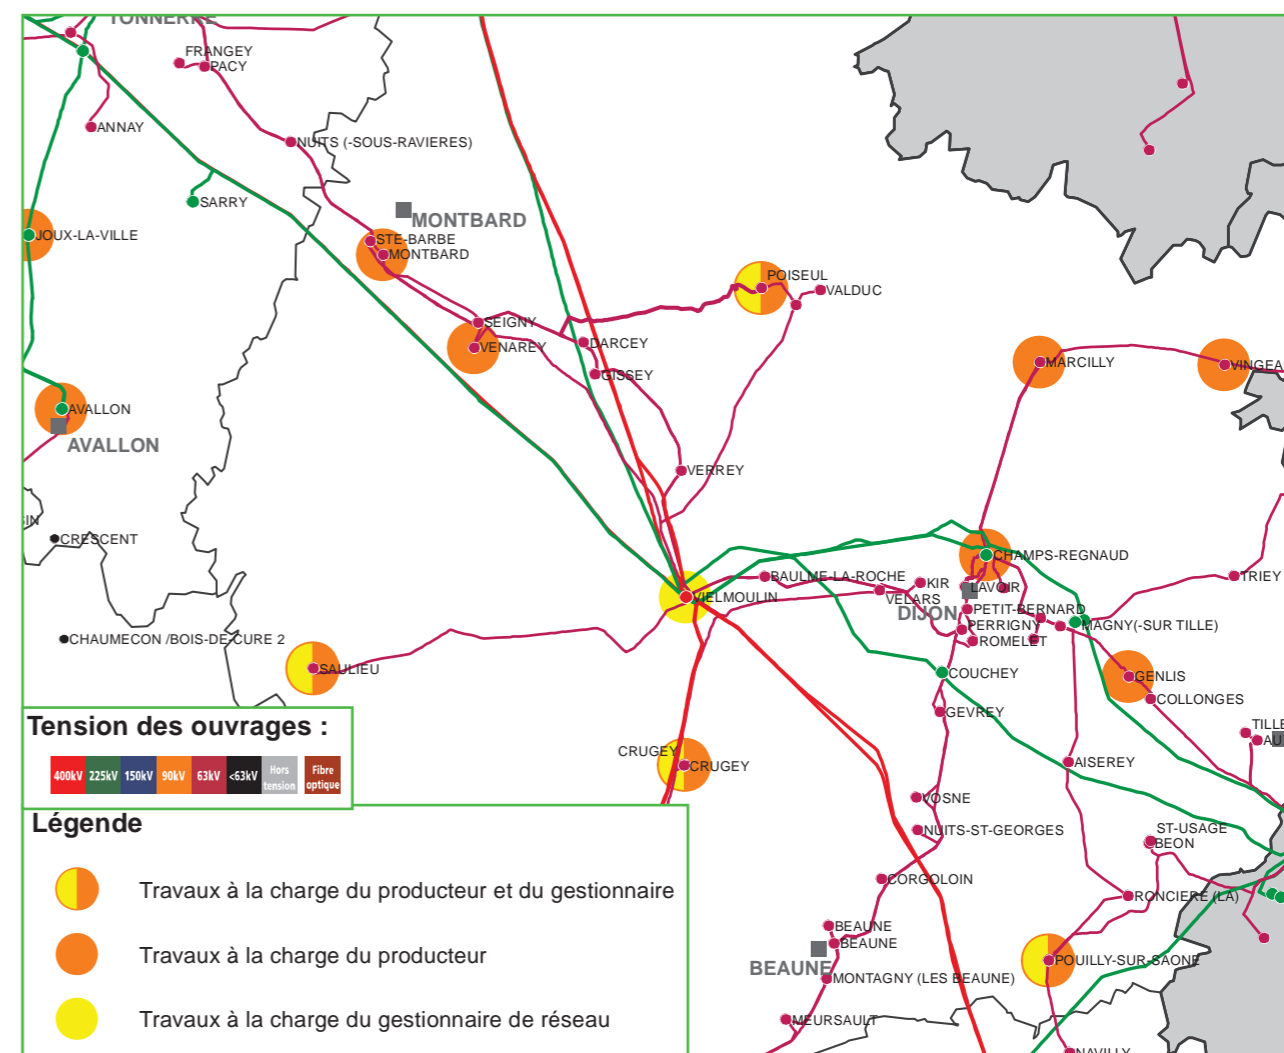 TONNERRE
FRANGEY
PACY
ANNAY
NUITS (-SOUS-RAVIERES)
SARRY
MONTBARD
JOUX-LA-VILLE
STE-BARBE
MONTBARD
POISEUL
VALDUC
SEIGNY
VENAREY
DARCEY
GISSEY
MARCILLY
VINGEA
AVALLON
AVALLON
VERREY
CRESCENT
CHAMPS-REGNAUD
BAULME-LA-ROCHE
KIR
LAVOIR
TRIEY
VIELMOULIN
VELARS
DIJON
PETIT-BERNARD
PERRIGNY
MAGNY(-SUR TILLE)
CHAUMECON /BOIS-DE-CURE 2
ROMELET
SAULIEU
COUCHEY
GENLIS
COLLONGES
GEVREY
TILLE
AU
Tension des ouvrages :
400kV 225kV 150kV 90kV 63kV <63kV Hors tension Fibre optique
CRUGEY
CRUGEY
AISEREY
VOSNE
NUITS-ST-GEORGES
ST-USAGE
BEON
Légende
CORGOLOIN
RONCIERE (LA)
Travaux à la charge du producteur et du gestionnaire
BEAUNE
BEAUNE
Travaux à la charge du producteur
BEAUNE
POUILLY-SUR-SAONE
MONTAGNY (LES BEAUNE)
Travaux à la charge du gestionnaire de réseau
MEURSAULT
NAVILLY